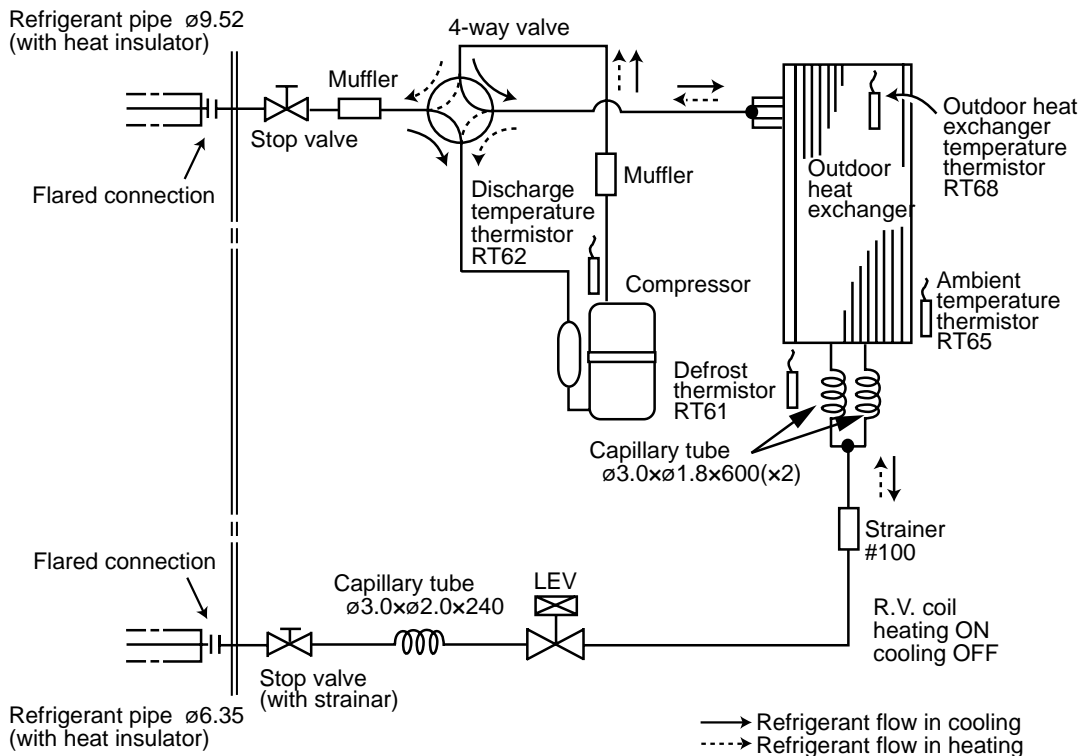 Refrigerant pipe ø9.52
(with heat insulator)
4-way valve
Muffler
Stop valve
Flared connection
Outdoor heat
exchanger
temperature
thermistor
RT68
Outdoor
heat
exchanger
Muffler
Discharge
temperature
thermistor
RT62
Compressor
Ambient
temperature
thermistor
RT65
Defrost
thermistor
RT61
Capillary tube
ø3.0×ø1.8×600(×2)
Strainer
#100
Flared connection
Capillary tube
ø3.0×ø2.0×240
LEV
R.V. coil
heating ON
cooling OFF
Stop valve
(with strainar)
Refrigerant pipe ø6.35
(with heat insulator)
Refrigerant flow in cooling
Refrigerant flow in heating